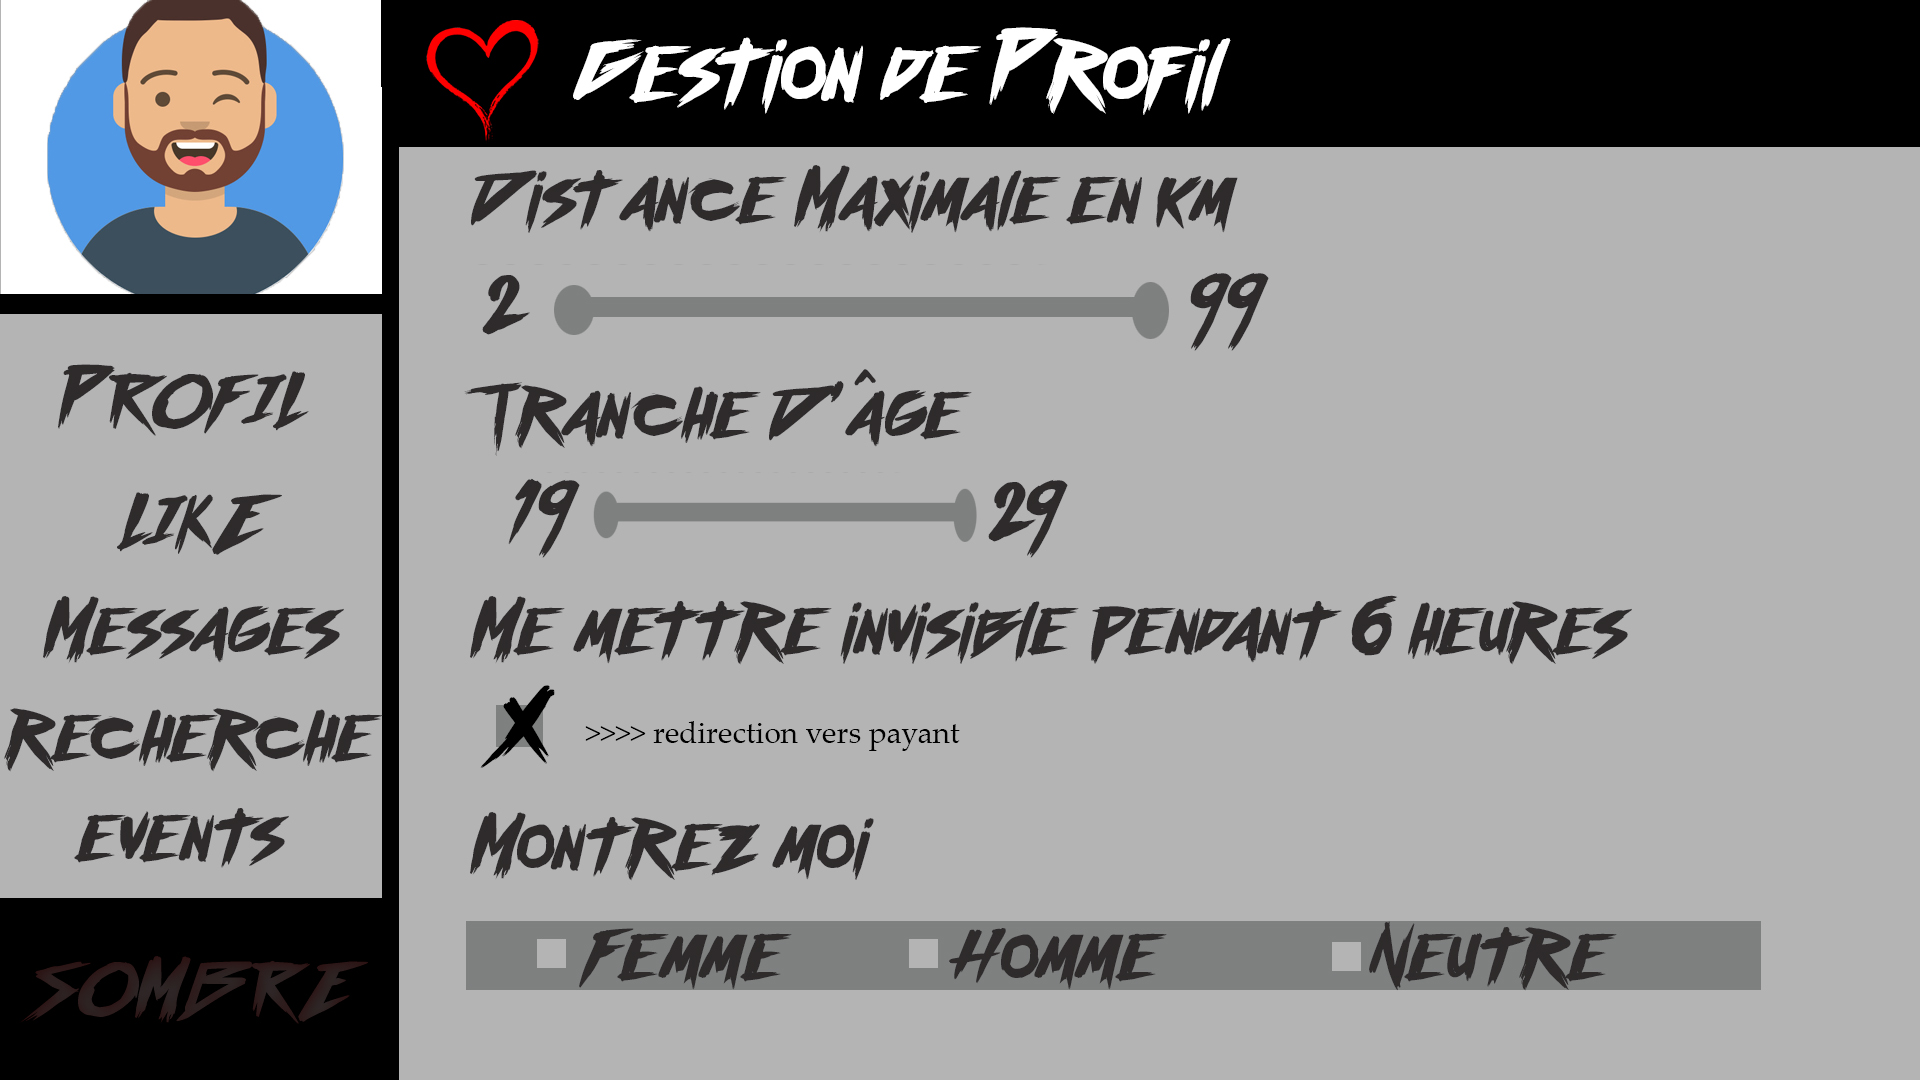 Gestion de Profil
Distance Maximale en km
2 99
Tranche D'âge
19 29
Me mettre invisible pendant 6 heures
X >>>> redirection vers payant
Montrez moi
Femme Homme Neutre
Profil
Like
Messages
Recherche
Events
Sombre